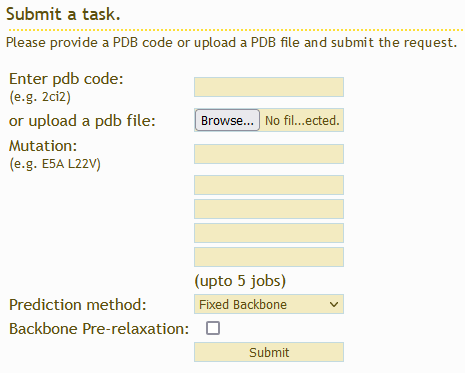 Submit a task.
Please provide a PDB code or upload a PDB file and submit the request.
Enter pdb code:
(e.g. 2ci2)
or upload a pdb file: Browse... No fil...ected.
Mutation:
(e.g. E5A L22V)
(upto 5 jobs)
Prediction method: Fixed Backbone
Backbone Pre-relaxation:
Submit